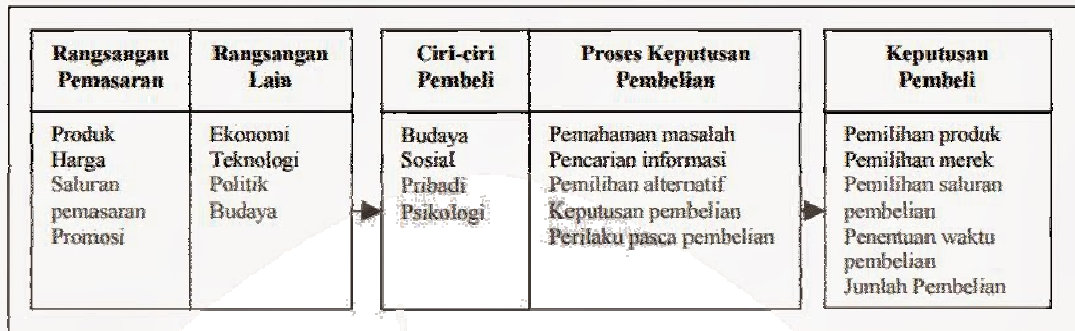 Rangsangan
Pemasaran
Produk
Harga
Saluran
pemasaran
Promosi
Rangsangan
Lain
Ekonomi
Teknologi
Politik
Budaya
Ciri-ciri
Pembeli
Budaya
Sosial
Pribadi
Psikologi
Proses Keputusan
Pembelian
Pemahaman masalah
Pencarian informasi
Pemilihan alternatif
Keputusan pembelian
Perilaku pasca pembelian
Keputusan
Pembeli
Pemilihan produk
Pemilihan merek
Pemilihan saluran
pembelian
Penentuan waktu
pembelian
Jumlah Pembelian